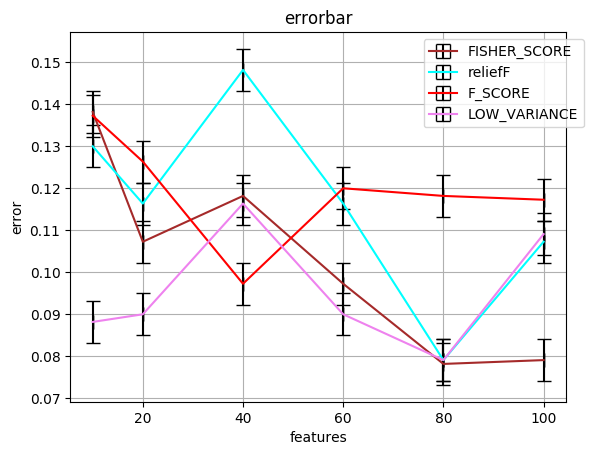 errorbar
FISHER_SCORE
reliefF
F_SCORE
LOW_VARIANCE
error
0.15
0.14
0.13
0.12
0.11
0.10
0.09
0.08
0.07
20 40 60 80 100
features